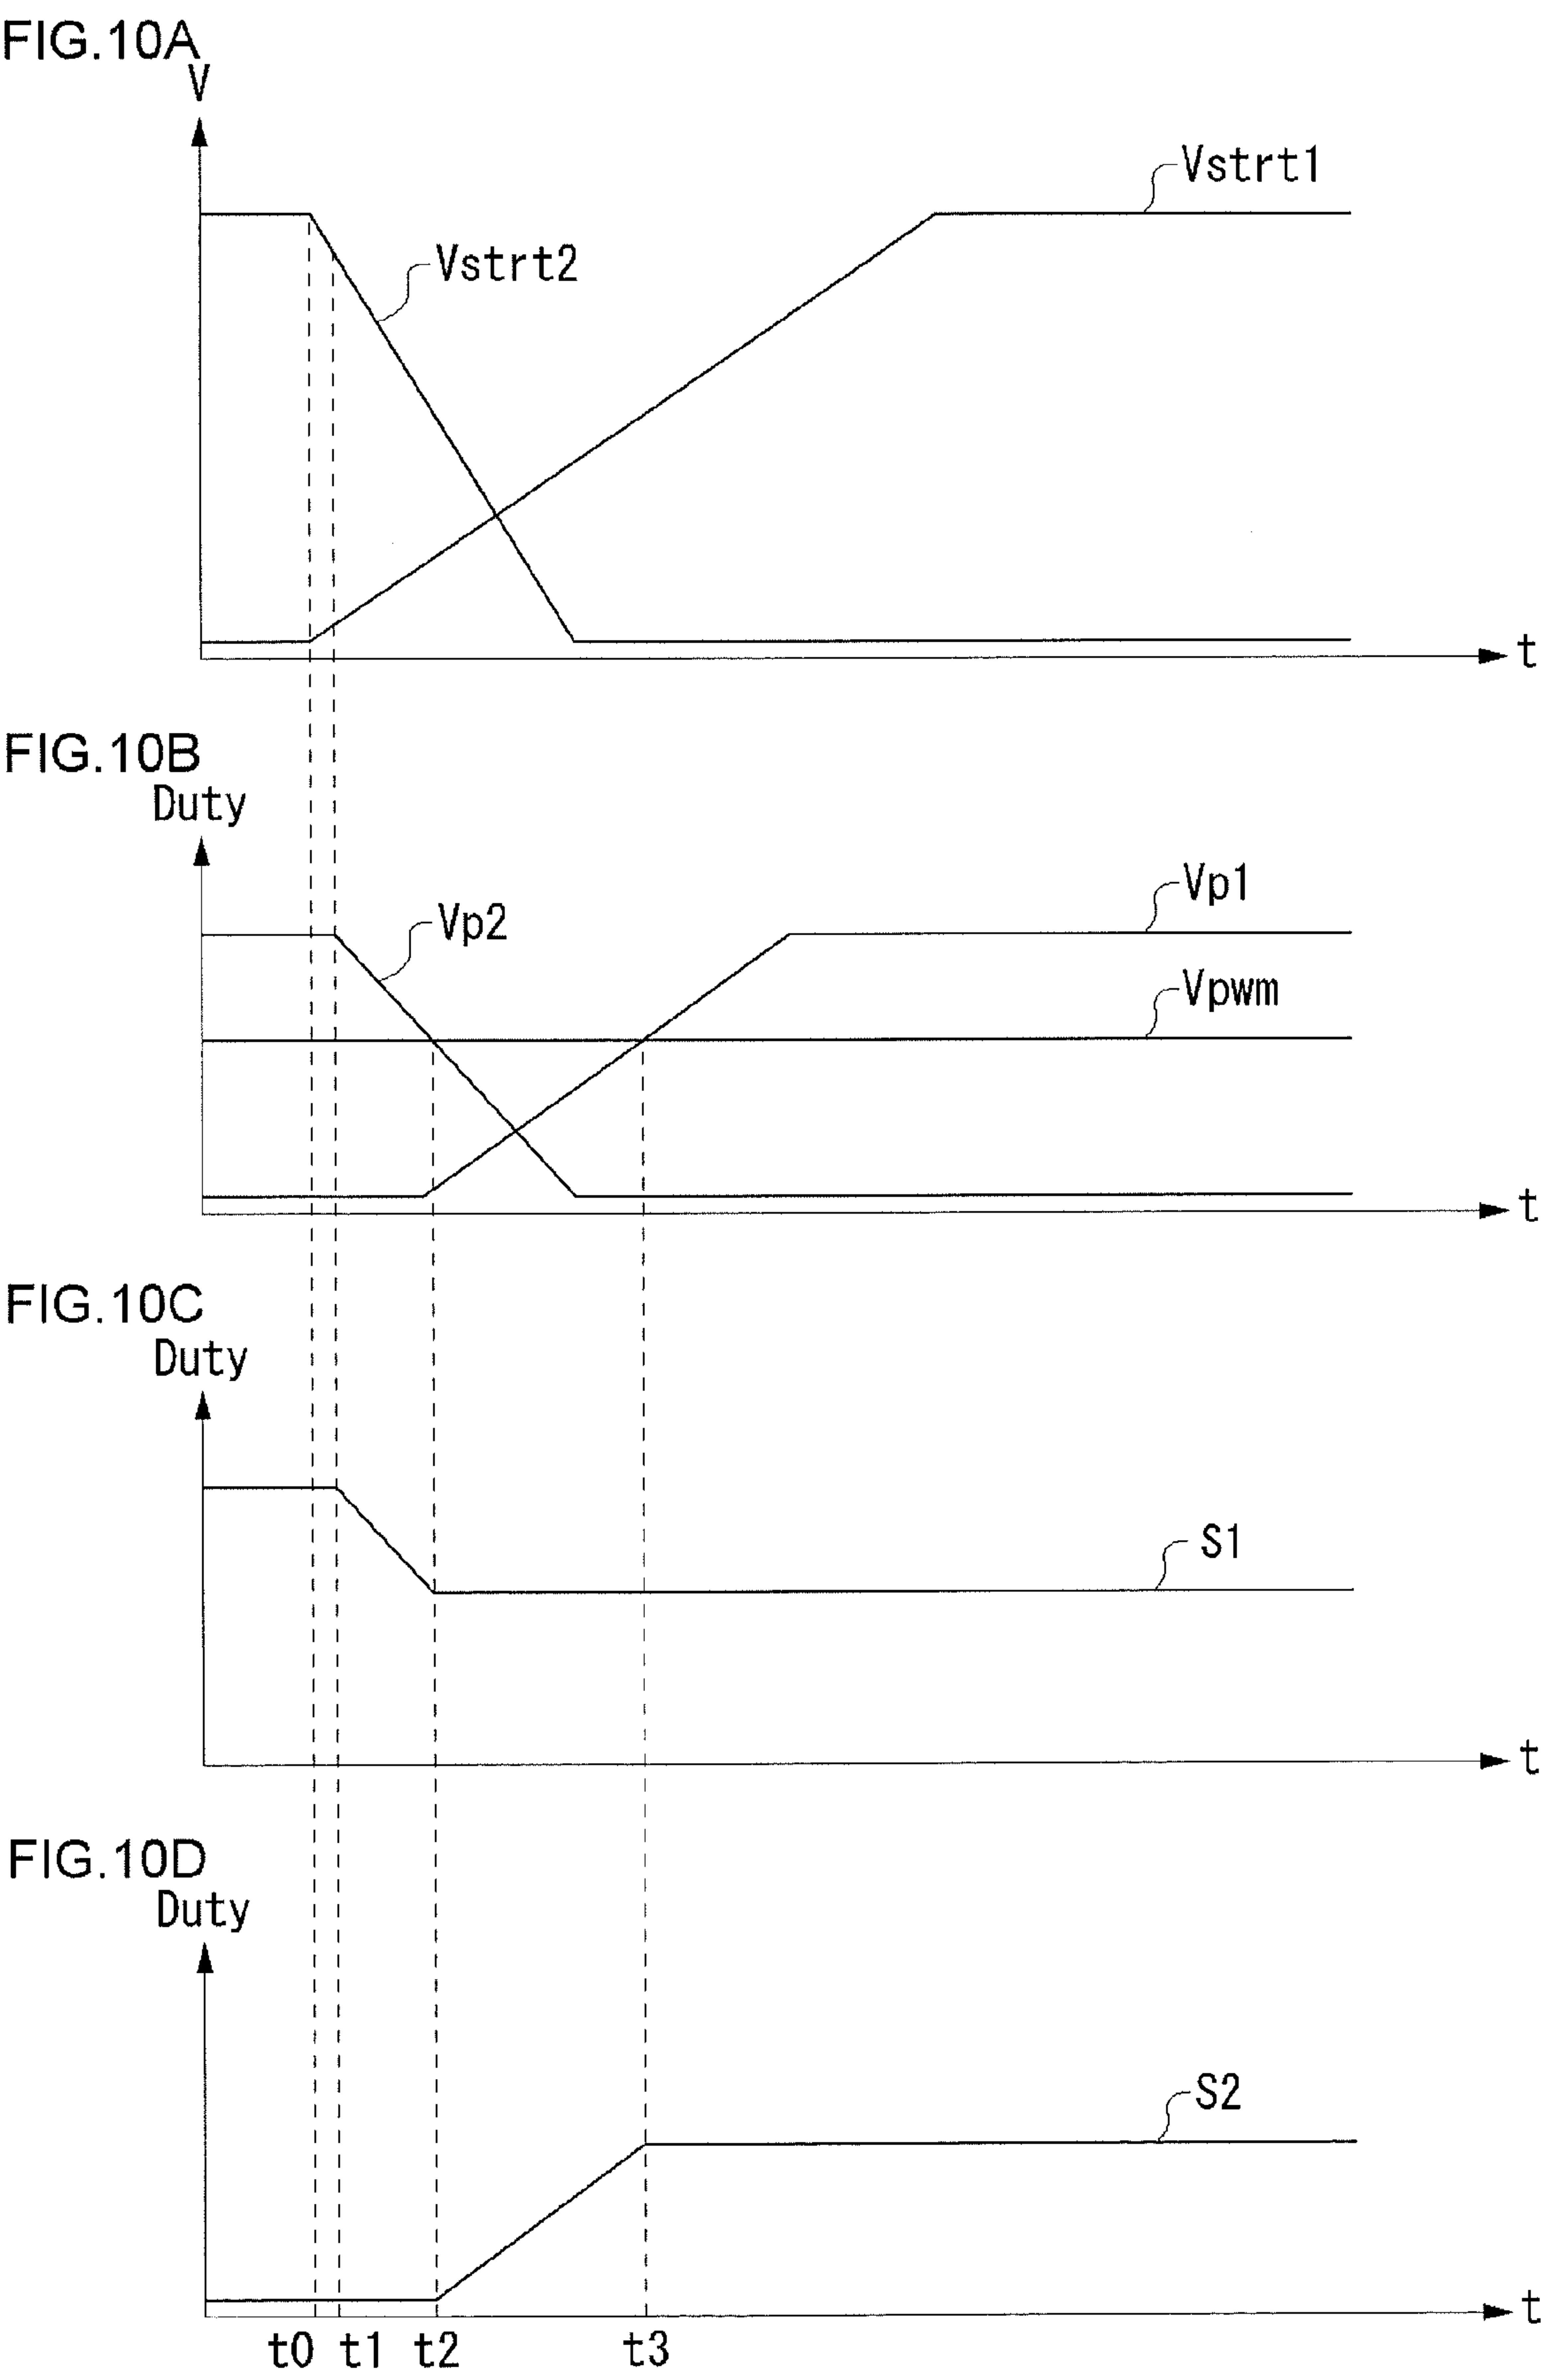 FIG.10A
V
Vstrt1
Vstrt2
t
FIG.10B
Duty
Vp1
Vp2
Vpwm
t
FIG.10C
Duty
S1
t
FIG.10D
Duty
S2
t
t0 t1 t2 t3